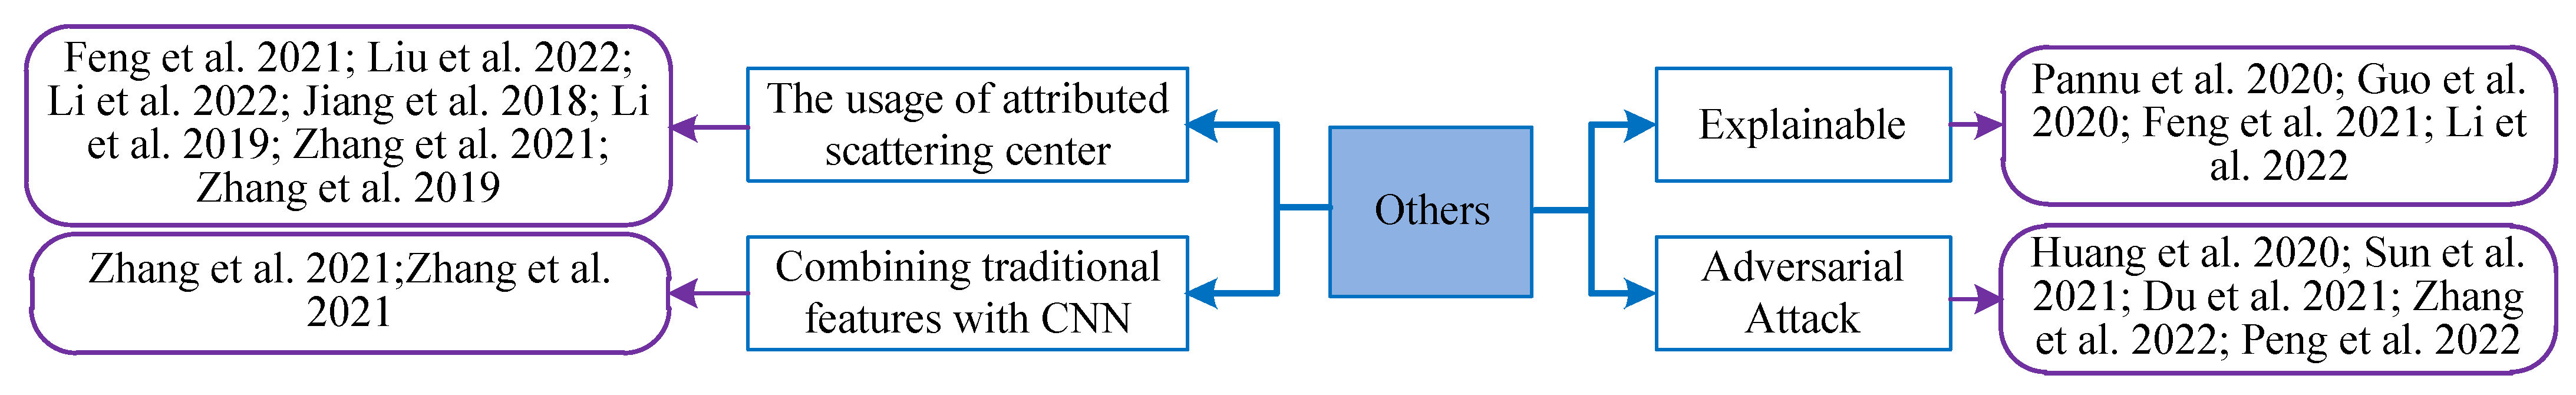 Feng et al. 2021; Liu et al. 2022;
Li et al. 2022; Jiang et al. 2018; Li
et al. 2019; Zhang et al. 2021;
Zhang et al. 2019
The usage of attributed
scattering center
Zhang et al. 2021;Zhang et al.
2021
Combining traditional
features with CNN
Others
Explainable
Pannu et al. 2020; Guo et al.
2020; Feng et al. 2021; Li et
al. 2022
Adversarial
Attack
Huang et al. 2020; Sun et al.
2021; Du et al. 2021; Zhang
et al. 2022; Peng et al. 2022